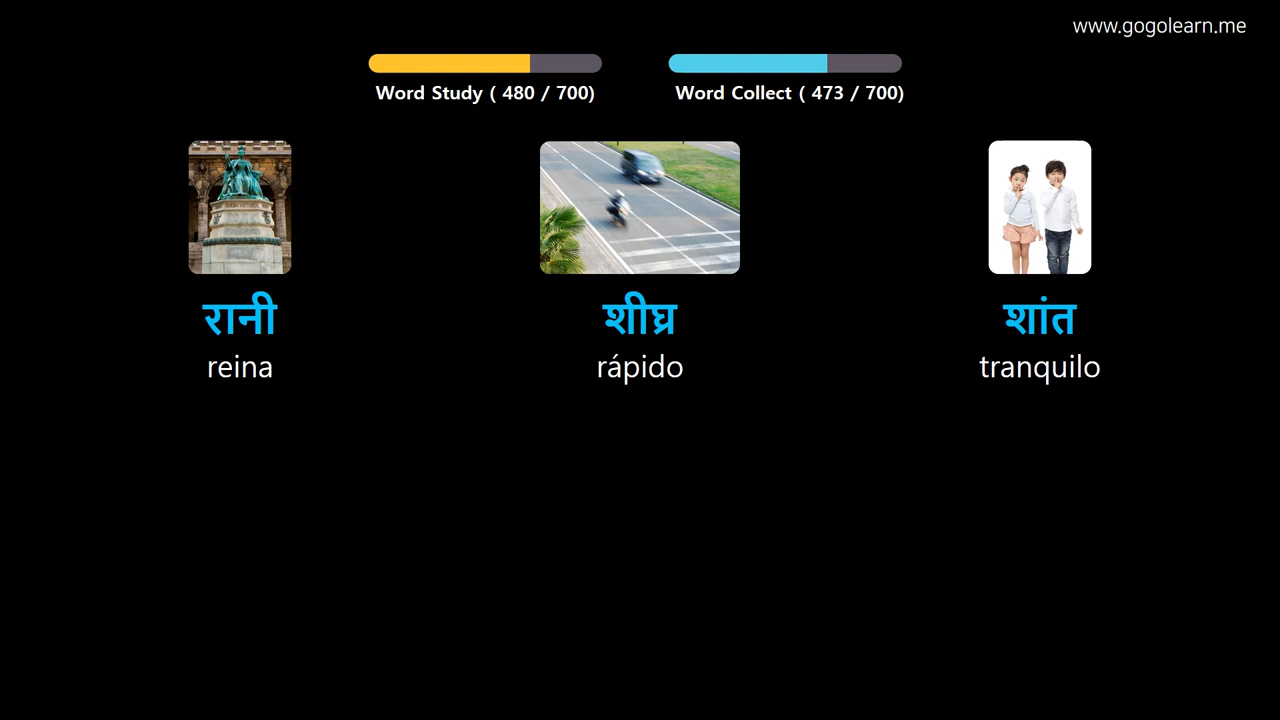 www.gogolearn.me
Word Study ( 480 / 700)
Word Collect ( 473 / 700)
रानी
शीघ्र
शांत
reina
rápido
tranquilo